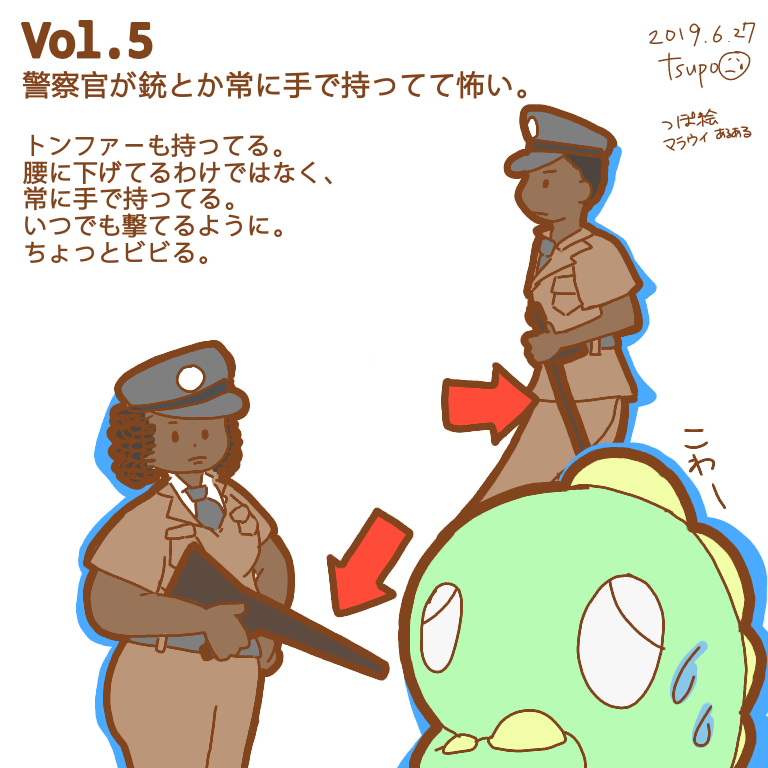 Vol.5
警察官が銃とか常に手で持ってて怖い。
トンファーも持ってる。
腰に下げてるわけではなく、
常に手で持ってる。
いつでも撃てるように。
ちょっとビビる。
2019.6.27
tsupo
っぽ絵
マラウイ あるある
こわー